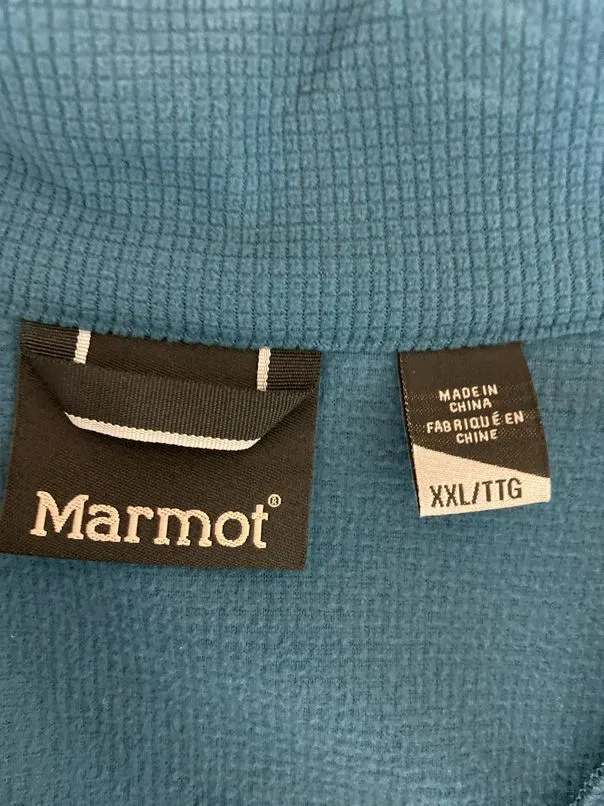 Marmot®
MADE IN
CHINA
FABRIQUÉ EN
CHINE
XXL/TTG